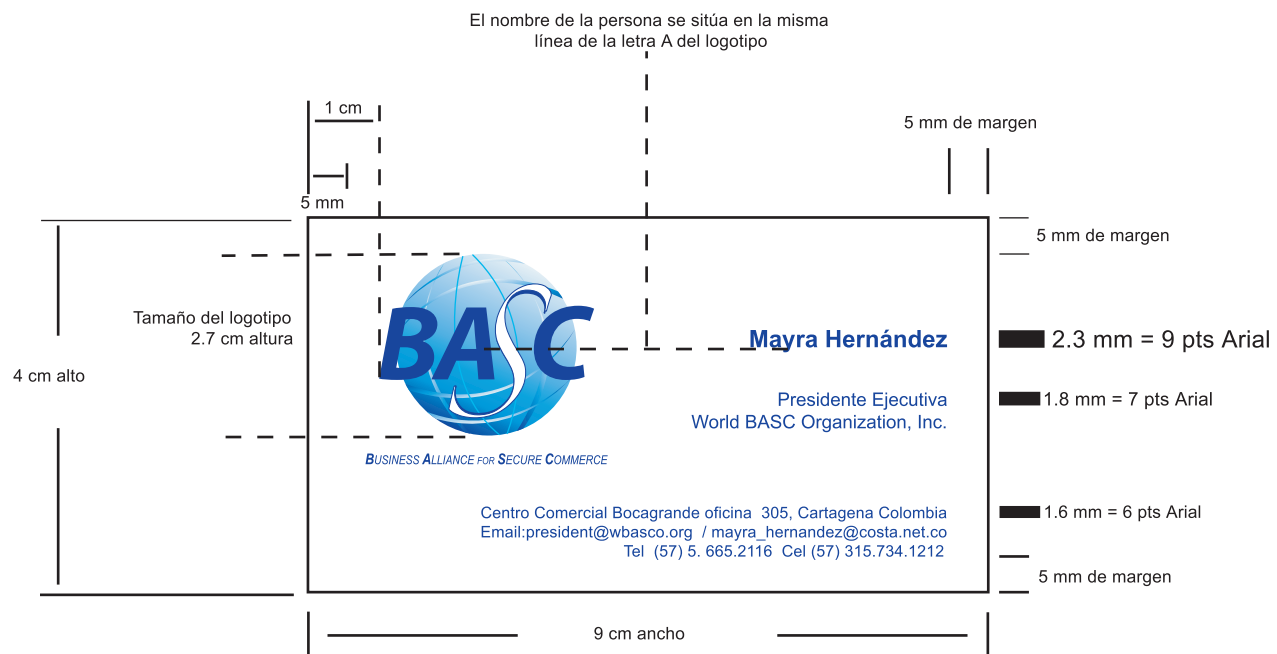 El nombre de la persona se sitúa en la misma
línea de la letra A del logotipo
1 cm
5 mm de margen
5 mm
5 mm de margen
Tamaño del logotipo
2.7 cm altura
4 cm alto
BASC
BUSINESS ALLIANCE FOR SECURE COMMERCE
Mayra Hernández
2.3 mm = 9 pts Arial
Presidente Ejecutiva
World BASC Organization, Inc.
1.8 mm = 7 pts Arial
Centro Comercial Bocagrande oficina 305, Cartagena Colombia
Email:president@wbasco.org / mayra_hernandez@costa.net.co
Tel (57) 5. 665.2116 Cel (57) 315.734.1212
1.6 mm = 6 pts Arial
5 mm de margen
9 cm ancho